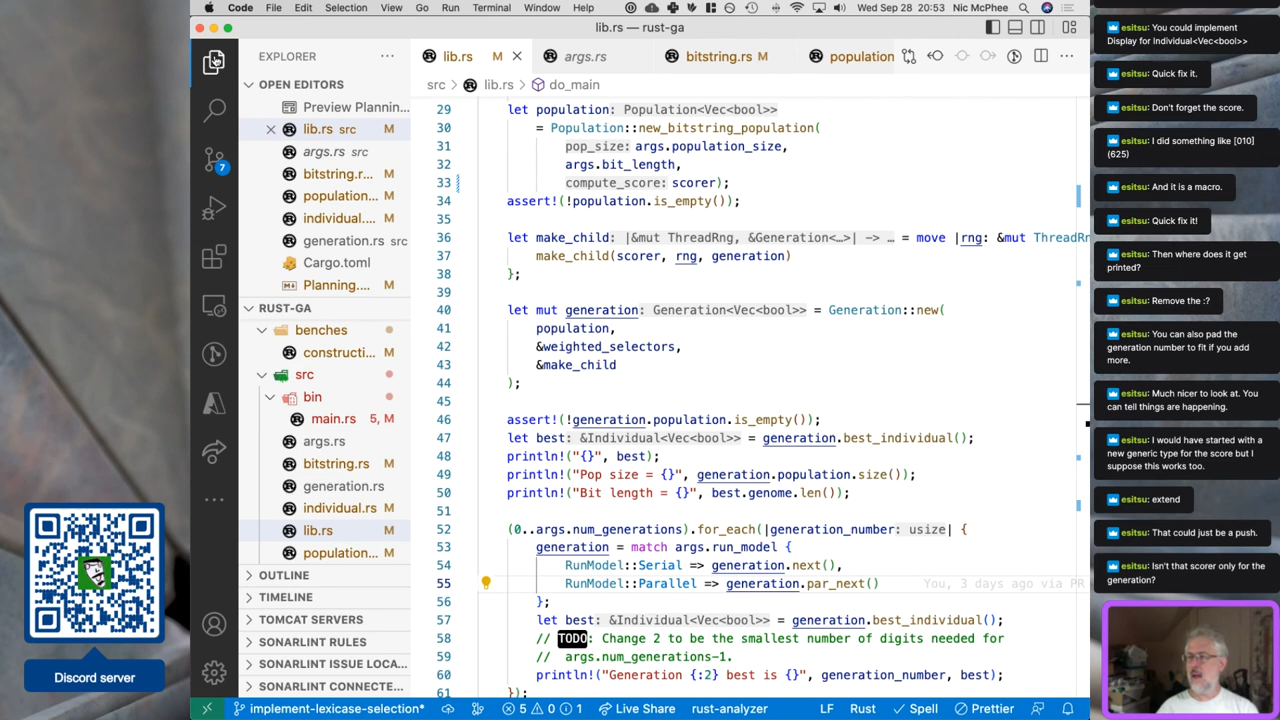 Code File Edit Selection View Go Run Terminal Window Help Wed Sep 28 20:53 Nic McPhee
lib.rs — rust-ga
EXPLORER
OPEN EDITORS
Preview Plannin...
lib.rs src M
args.rs src
bitstring.r... M
population... M
individual.... M
generation.rs src
Cargo.toml
Planning.... M
RUST-GA
benches
constructi... M
src
bin
main.rs 5, M
args.rs
bitstring.rs M
generation.rs
individual.rs M
lib.rs M
population... M
OUTLINE
TIMELINE
TOMCAT SERVERS
SONARLINT RULES
SONARLINT ISSUE LOCA...
SONARLINT CONNECTE...
7
lib.rs M args.rs bitstring.rs M population
src > lib.rs > do_main
29 let population: Population<Vec<bool>>
30 = Population::new_bitstring_population(
31 pop_size: args.population_size,
32 args.bit_length,
33 compute_score: scorer);
34 assert!(!population.is_empty());
35
36 let make_child: |&mut ThreadRng, &Generation<…>| -> … = move |rng: &mut ThreadRn
37 make_child(scorer, rng, generation)
38 };
39
40 let mut generation: Generation<Vec<bool>> = Generation::new(
41 population,
42 &weighted_selectors,
43 &make_child
44 );
45
46 assert!(!generation.population.is_empty());
47 let best: &Individual<Vec<bool>> = generation.best_individual();
48 println!("{}", best);
49 println!("Pop size = {}", generation.population.size());
50 println!("Bit length = {}", best.genome.len());
51
52 (0..args.num_generations).for_each(|generation_number: usize| {
53 generation = match args.run_model {
54 RunModel::Serial => generation.next(),
55 RunModel::Parallel => generation.par_next() You, 3 days ago via PR
56 };
57 let best: &Individual<Vec<bool>> = generation.best_individual();
58 // TODO: Change 2 to be the smallest number of digits needed for
59 // args.num_generations-1.
60 println!("Generation {:2} best is {}", generation_number, best);
61 });
implement-lexicase-selection* 5 0 1 Live Share rust-analyzer LF Rust Spell Prettier
Discord server
esitsu: You could implement
Display for Individual<Vec<bool>>
esitsu: Quick fix it.
esitsu: Don't forget the score.
esitsu: I did something like [010]
(625)
esitsu: And it is a macro.
esitsu: Quick fix it!
esitsu: Then where does it get
printed?
esitsu: Remove the :?
esitsu: You can also pad the
generation number to fit if you add
more.
esitsu: Much nicer to look at. You
can tell things are happening.
esitsu: I would have started with a
new generic type for the score but I
suppose this works too.
esitsu: extend
esitsu: That could just be a push.
esitsu: Isn't that scorer only for the
generation?